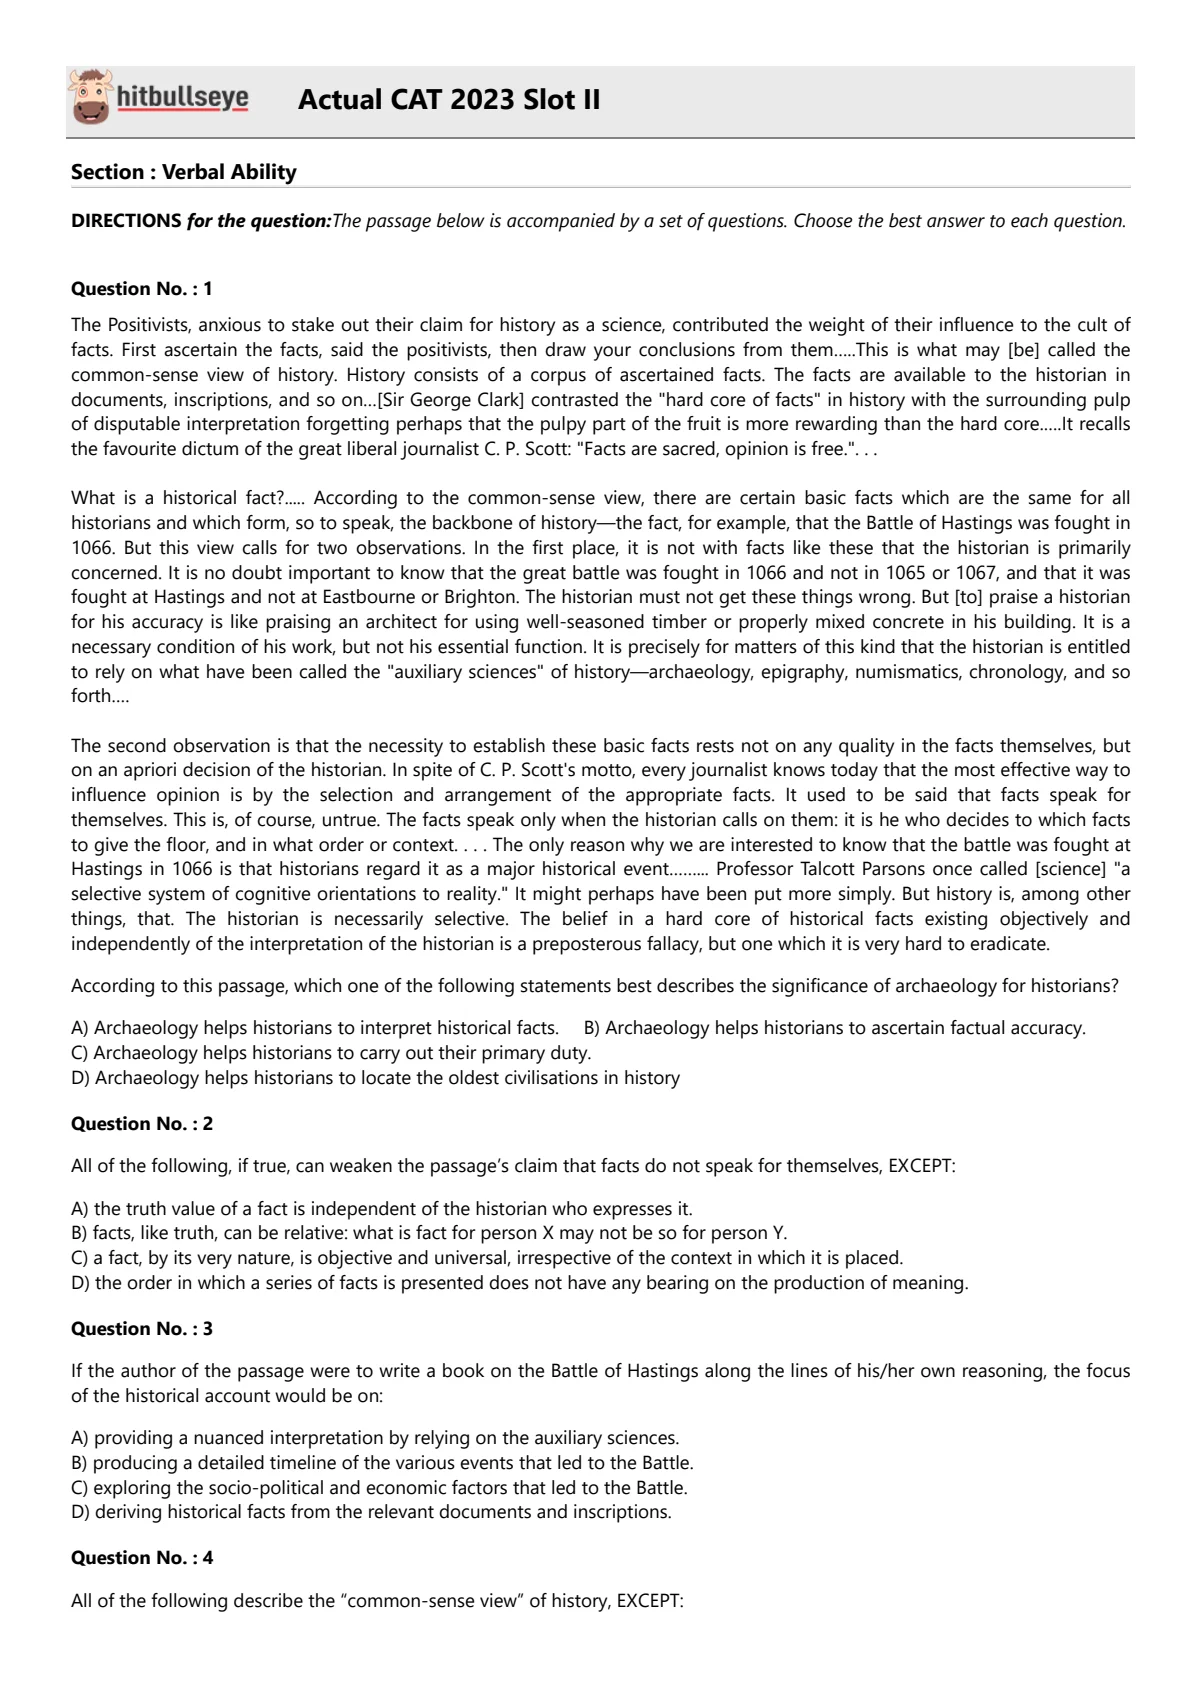 hitbullseye
Actual CAT 2023 Slot II
Section : Verbal Ability
DIRECTIONS for the question:The passage below is accompanied by a set of questions. Choose the best answer to each question.
Question No. : 1
The Positivists, anxious to stake out their claim for history as a science, contributed the weight of their influence to the cult of
facts. First ascertain the facts, said the positivists, then draw your conclusions from them.....This is what may [be] called the
common-sense view of history. History consists of a corpus of ascertained facts. The facts are available to the historian in
documents, inscriptions, and so on...[Sir George Clark] contrasted the "hard core of facts" in history with the surrounding pulp
of disputable interpretation forgetting perhaps that the pulpy part of the fruit is more rewarding than the hard core.....It recalls
the favourite dictum of the great liberal journalist C. P. Scott: "Facts are sacred, opinion is free.". . .
What is a historical fact?..... According to the common-sense view, there are certain basic facts which are the same for all
historians and which form, so to speak, the backbone of history—the fact, for example, that the Battle of Hastings was fought in
1066. But this view calls for two observations. In the first place, it is not with facts like these that the historian is primarily
concerned. It is no doubt important to know that the great battle was fought in 1066 and not in 1065 or 1067, and that it was
fought at Hastings and not at Eastbourne or Brighton. The historian must not get these things wrong. But [to] praise a historian
for his accuracy is like praising an architect for using well-seasoned timber or properly mixed concrete in his building. It is a
necessary condition of his work, but not his essential function. It is precisely for matters of this kind that the historian is entitled
to rely on what have been called the "auxiliary sciences" of history—archaeology, epigraphy, numismatics, chronology, and so
forth....
The second observation is that the necessity to establish these basic facts rests not on any quality in the facts themselves, but
on an apriori decision of the historian. In spite of C. P. Scott's motto, every journalist knows today that the most effective way to
influence opinion is by the selection and arrangement of the appropriate facts. It used to be said that facts speak for
themselves. This is, of course, untrue. The facts speak only when the historian calls on them: it is he who decides to which facts
to give the floor, and in what order or context. . . . The only reason why we are interested to know that the battle was fought at
Hastings in 1066 is that historians regard it as a major historical event......... Professor Talcott Parsons once called [science] "a
selective system of cognitive orientations to reality." It might perhaps have been put more simply. But history is, among other
things, that. The historian is necessarily selective. The belief in a hard core of historical facts existing objectively and
independently of the interpretation of the historian is a preposterous fallacy, but one which it is very hard to eradicate.
According to this passage, which one of the following statements best describes the significance of archaeology for historians?
A) Archaeology helps historians to interpret historical facts. B) Archaeology helps historians to ascertain factual accuracy.
C) Archaeology helps historians to carry out their primary duty.
D) Archaeology helps historians to locate the oldest civilisations in history
Question No. : 2
All of the following, if true, can weaken the passage’s claim that facts do not speak for themselves, EXCEPT:
A) the truth value of a fact is independent of the historian who expresses it.
B) facts, like truth, can be relative: what is fact for person X may not be so for person Y.
C) a fact, by its very nature, is objective and universal, irrespective of the context in which it is placed.
D) the order in which a series of facts is presented does not have any bearing on the production of meaning.
Question No. : 3
If the author of the passage were to write a book on the Battle of Hastings along the lines of his/her own reasoning, the focus
of the historical account would be on:
A) providing a nuanced interpretation by relying on the auxiliary sciences.
B) producing a detailed timeline of the various events that led to the Battle.
C) exploring the socio-political and economic factors that led to the Battle.
D) deriving historical facts from the relevant documents and inscriptions.
Question No. : 4
All of the following describe the “common-sense view” of history, EXCEPT: